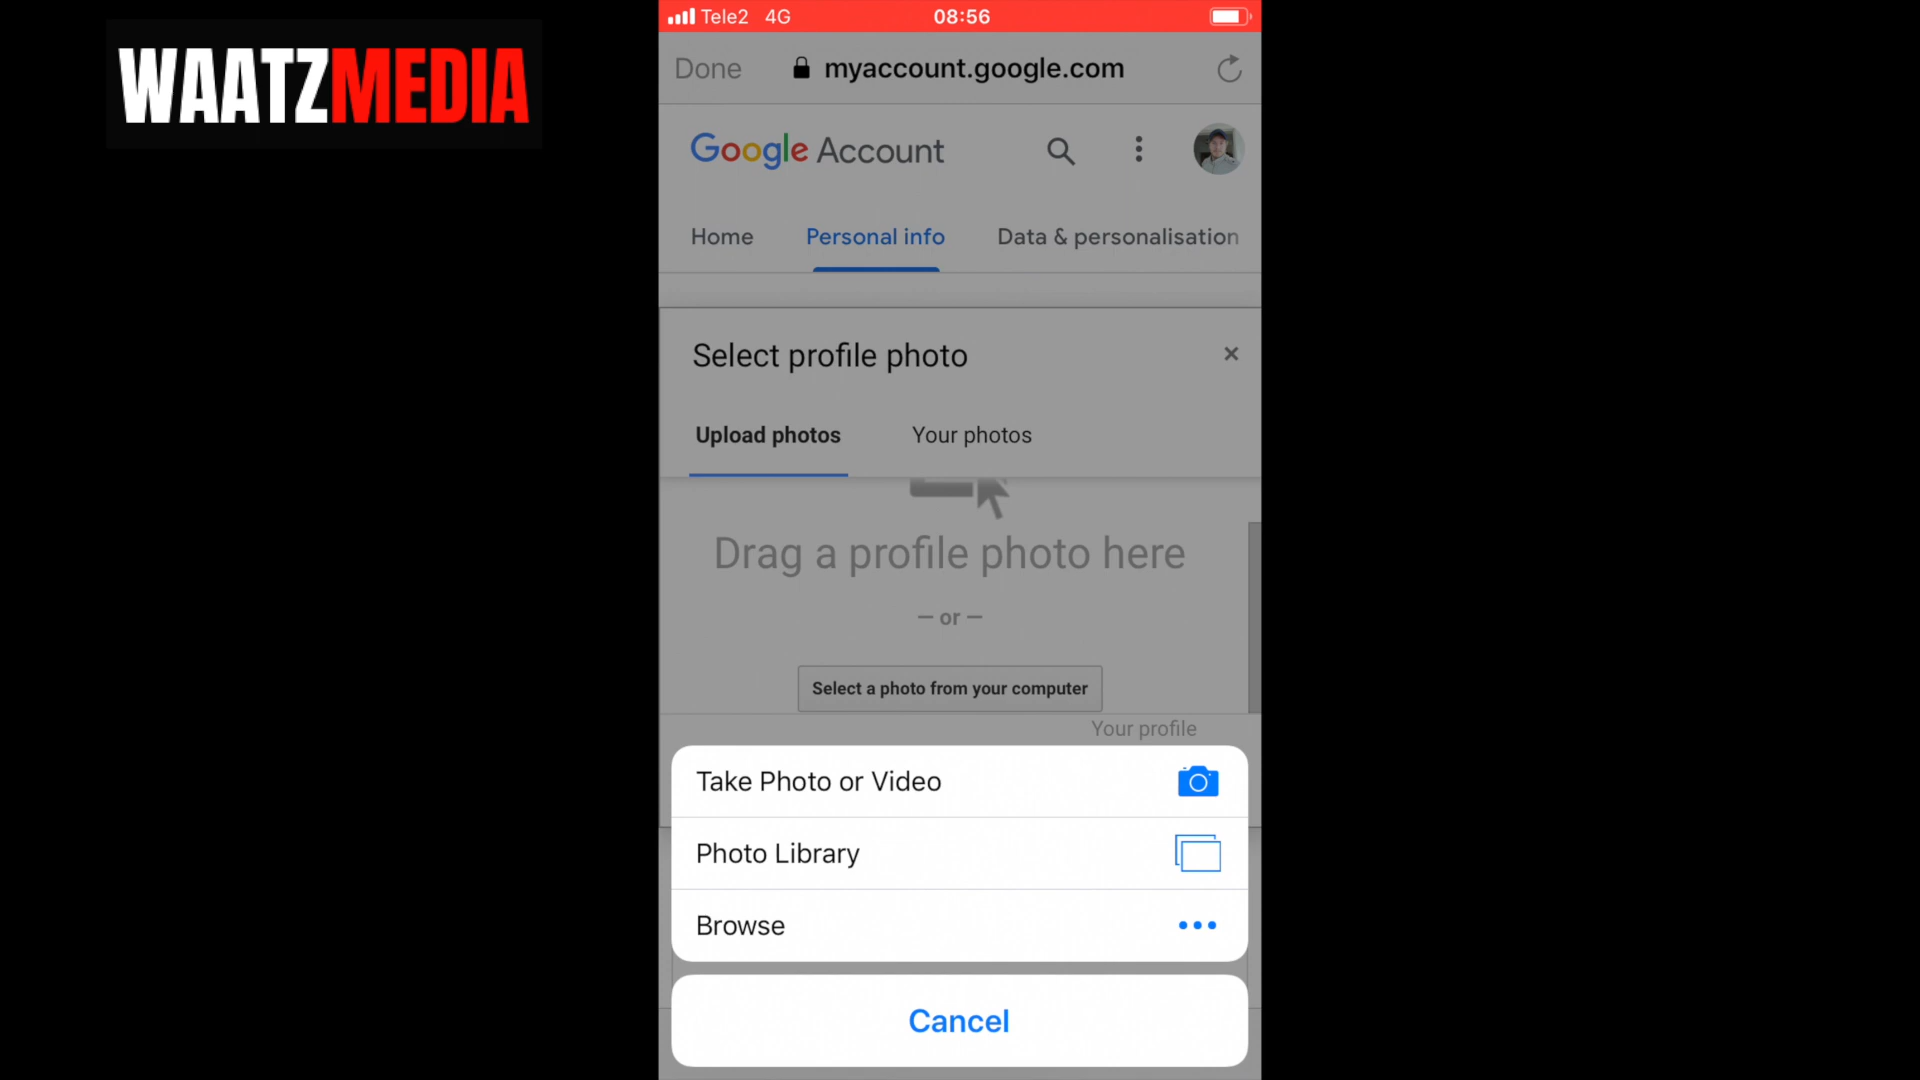 WAATZMEDIA
Tele2 4G 08:56
Done myaccount.google.com
Google Account
Home Personal info Data & personalisation
Select profile photo ×
Upload photos Your photos
Drag a profile photo here
— or —
Select a photo from your computer
Your profile
Take Photo or Video
Photo Library
Browse
Cancel